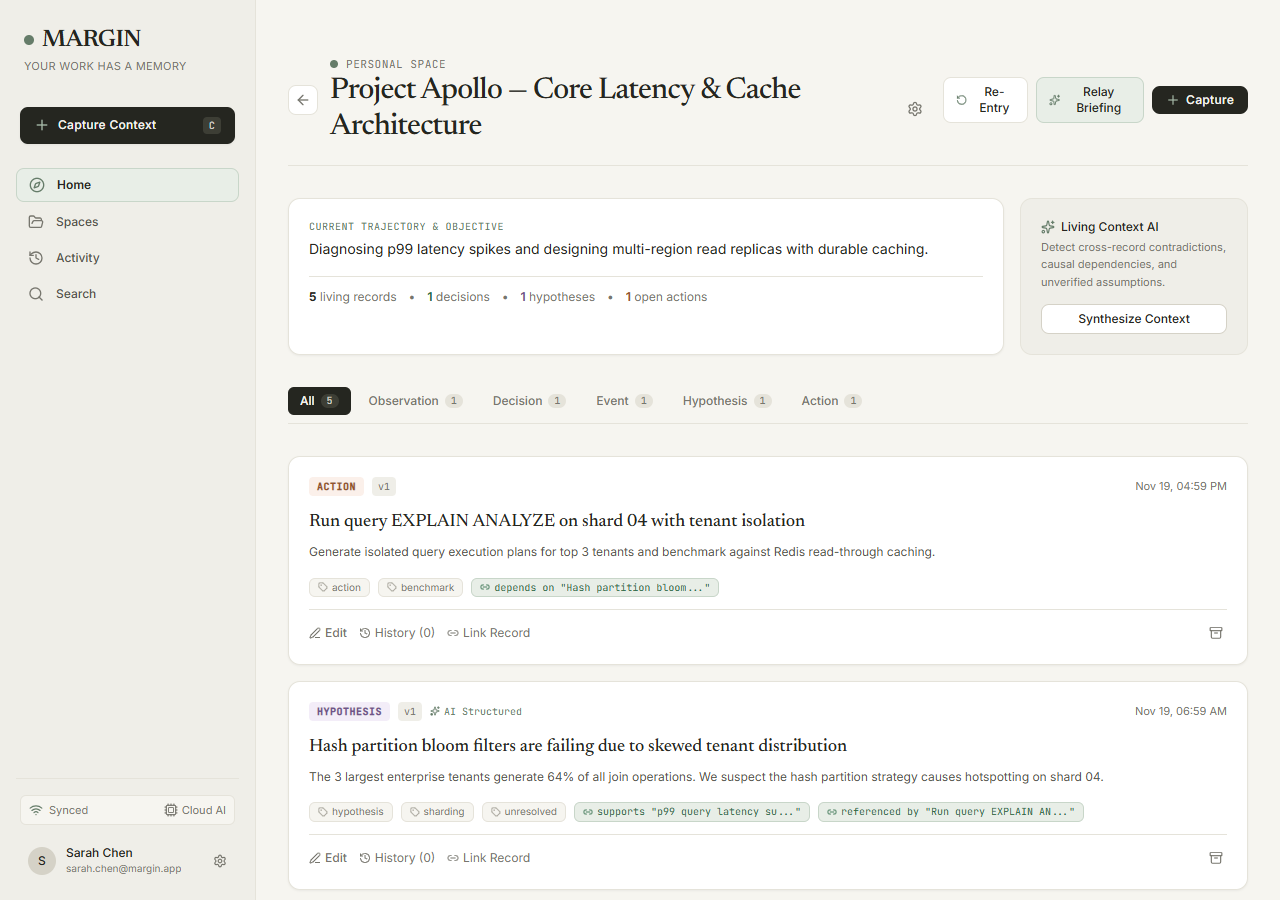 MARGIN
YOUR WORK HAS A MEMORY
Capture Context C
Home
Spaces
Activity
Search
Synced Cloud AI
S
Sarah Chen
sarah.chen@margin.app
PERSONAL SPACE
Project Apollo — Core Latency & Cache
Architecture
Re-
Entry
Relay
Briefing
Capture
CURRENT TRAJECTORY & OBJECTIVE
Diagnosing p99 latency spikes and designing multi-region read replicas with durable caching.
5 living records • 1 decisions • 1 hypotheses • 1 open actions
Living Context AI
Detect cross-record contradictions,
causal dependencies, and
unverified assumptions.
Synthesize Context
All 5 Observation 1 Decision 1 Event 1 Hypothesis 1 Action 1
ACTION v1 Nov 19, 04:59 PM
Run query EXPLAIN ANALYZE on shard 04 with tenant isolation
Generate isolated query execution plans for top 3 tenants and benchmark against Redis read-through caching.
action benchmark depends on "Hash partition bloom..."
Edit History (0) Link Record
HYPOTHESIS v1 AI Structured Nov 19, 06:59 AM
Hash partition bloom filters are failing due to skewed tenant distribution
The 3 largest enterprise tenants generate 64% of all join operations. We suspect the hash partition strategy causes hotspotting on shard 04.
hypothesis sharding unresolved supports "p99 query latency su..." referenced by "Run query EXPLAIN AN..."
Edit History (0) Link Record